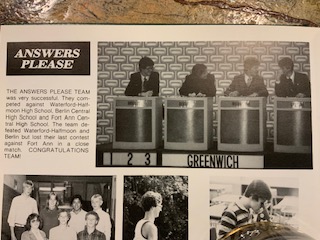 ANSWERS
PLEASE
THE ANSWERS PLEASE TEAM
was very successful. They com-
peted against Waterford-Half-
moon High School, Berlin Central
High School and Fort Ann Cen-
tral High School. The team de-
feated Waterford-Halfmoon and
Berlin but lost their last contest
against Fort Ann in a close
match. CONGRATULATIONS
TEAM!
1 2 3 GREENWICH